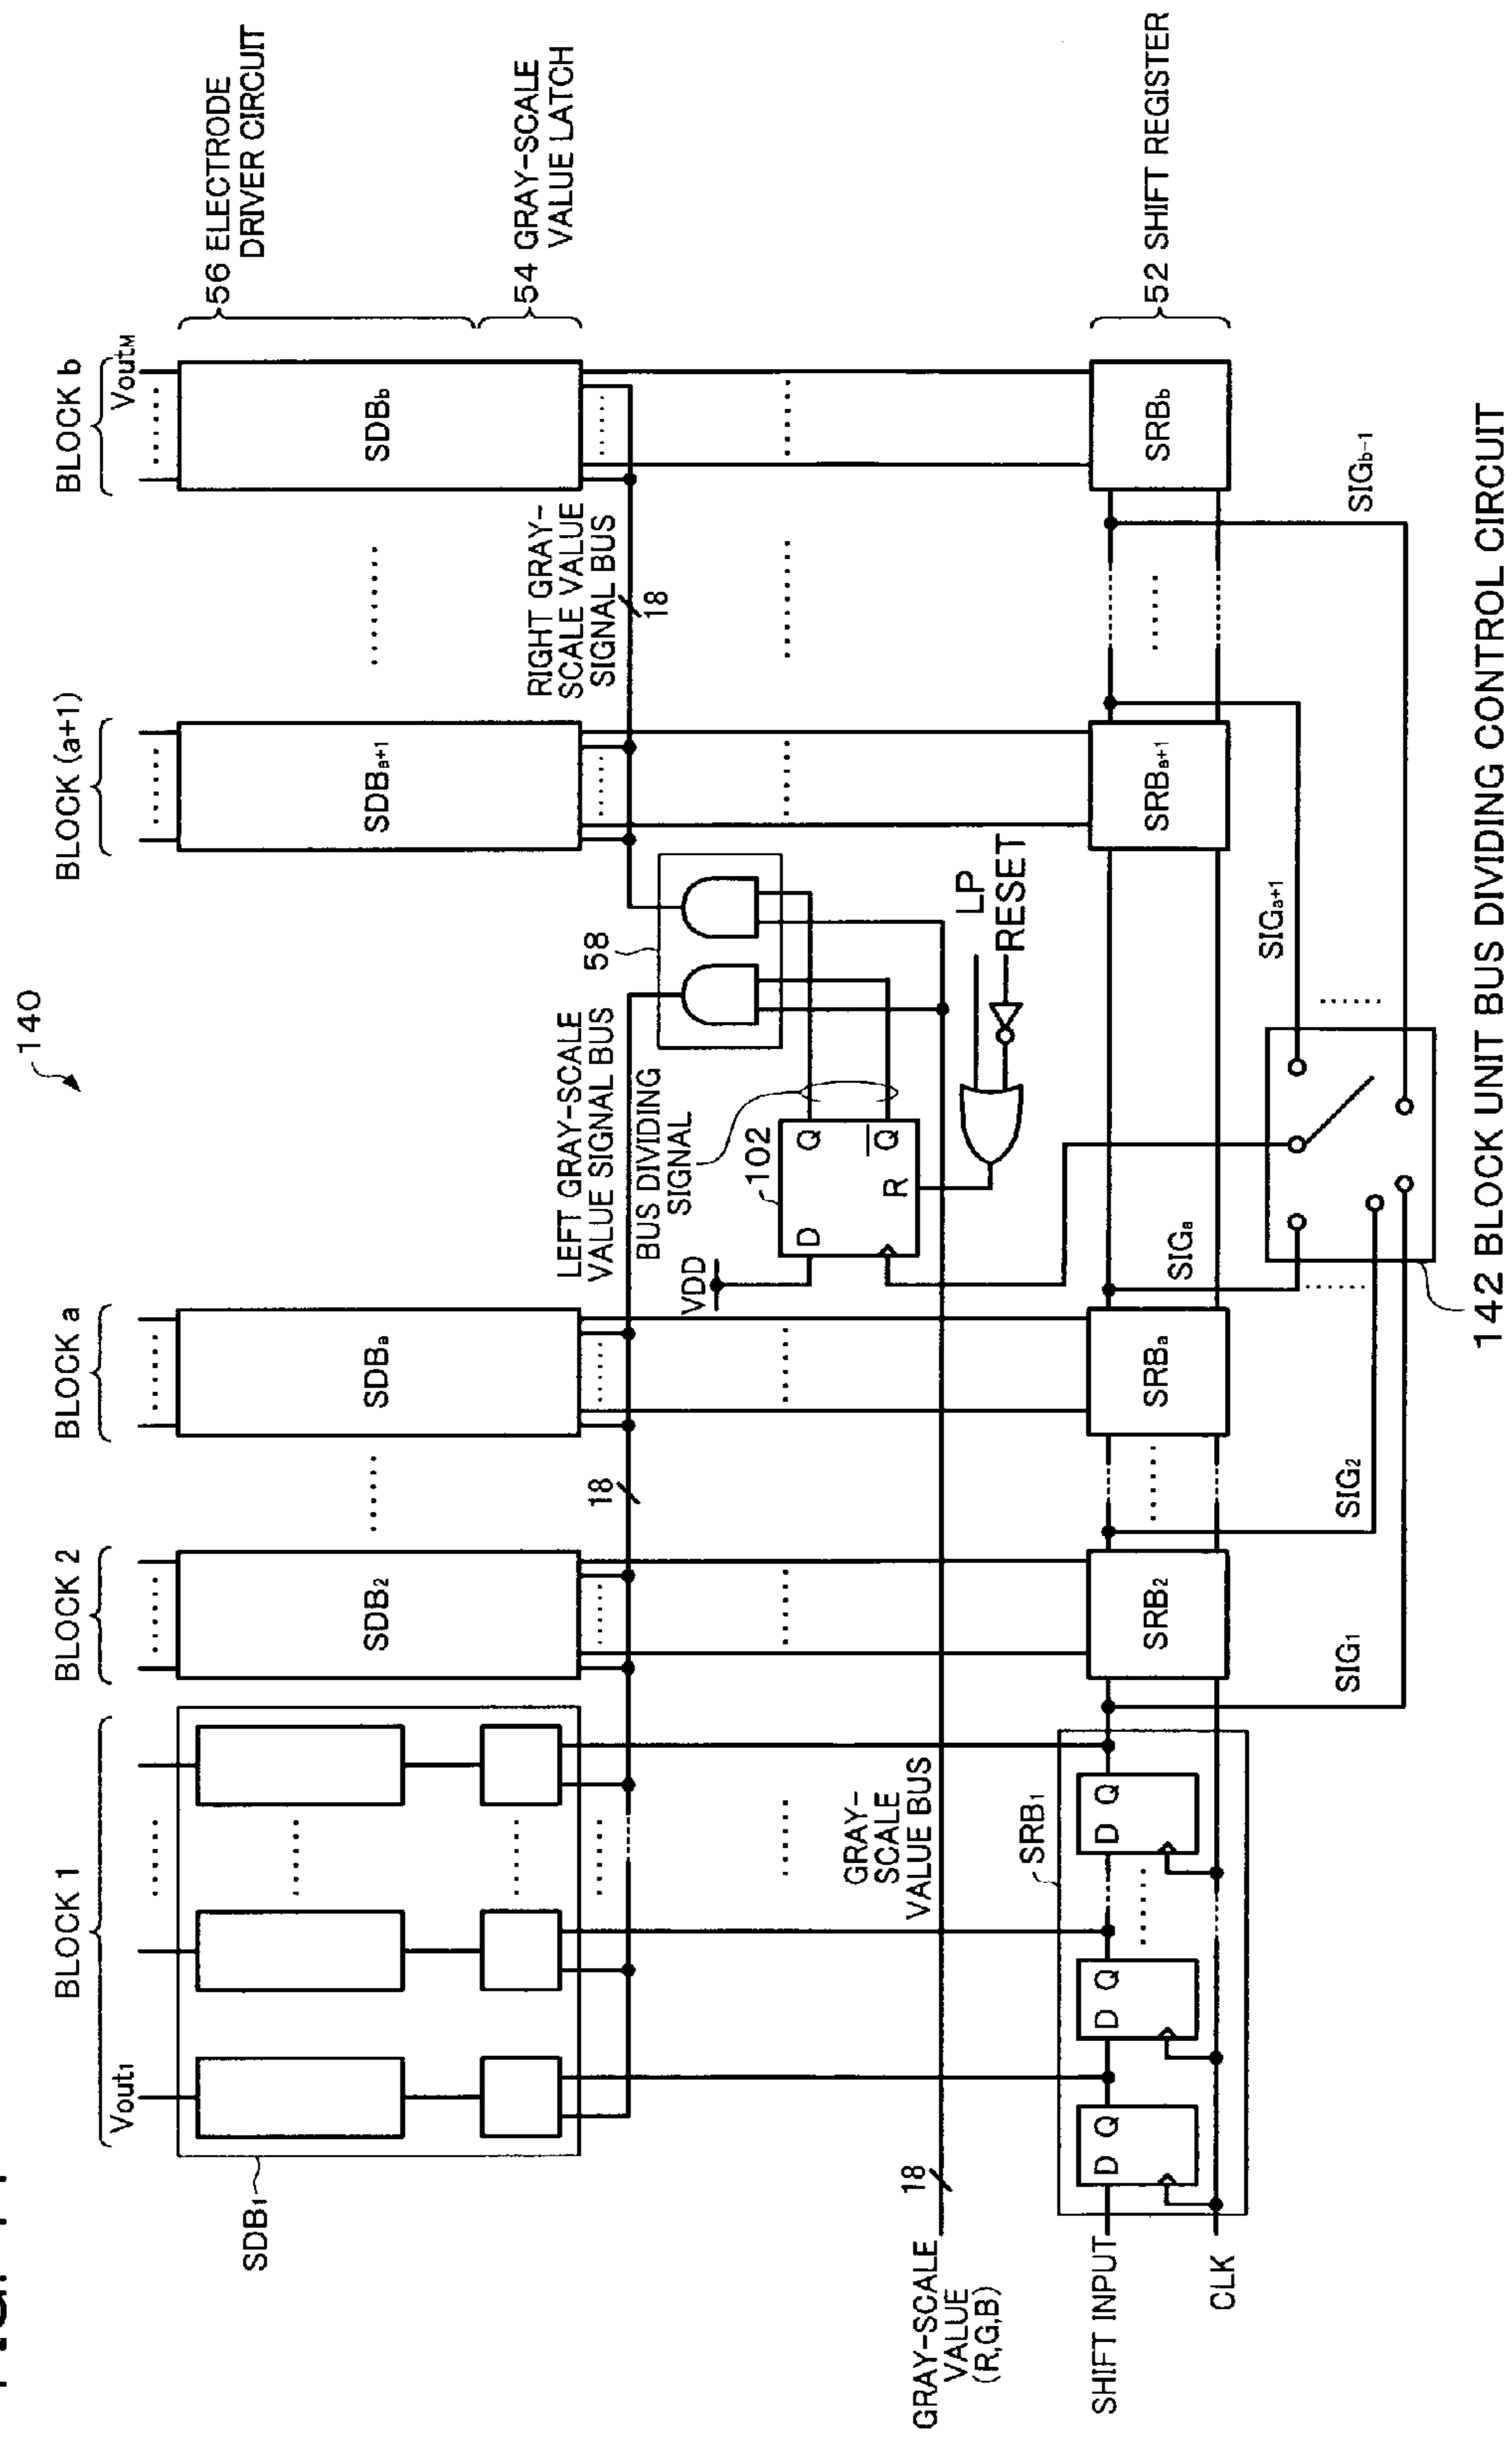 140
BLOCK 1
BLOCK 2
BLOCK a
BLOCK (a+1)
BLOCK b
Vout1
VoutM
56 ELECTRODE
DRIVER CIRCUIT
54 GRAY-SCALE
VALUE LATCH
SDB1
SDB2
SDBa
SDBa+1
SDBb
18
LEFT GRAY-SCALE
VALUE SIGNAL BUS
BUS DIVIDING
SIGNAL
58
RIGHT GRAY-
SCALE VALUE
SIGNAL BUS
18
VDD
102
D
Q
Q
R
LP
RESET
GRAY-SCALE
VALUE
(R,G,B)
18
GRAY-
SCALE
VALUE BUS
SHIFT INPUT
CLK
SRB1
D Q
D Q
D Q
SRB2
SRBa
SRBa+1
SRBb
52 SHIFT REGISTER
SIG1
SIG2
SIGa
SIGa+1
SIGb-1
142 BLOCK UNIT BUS DIVIDING CONTROL CIRCUIT